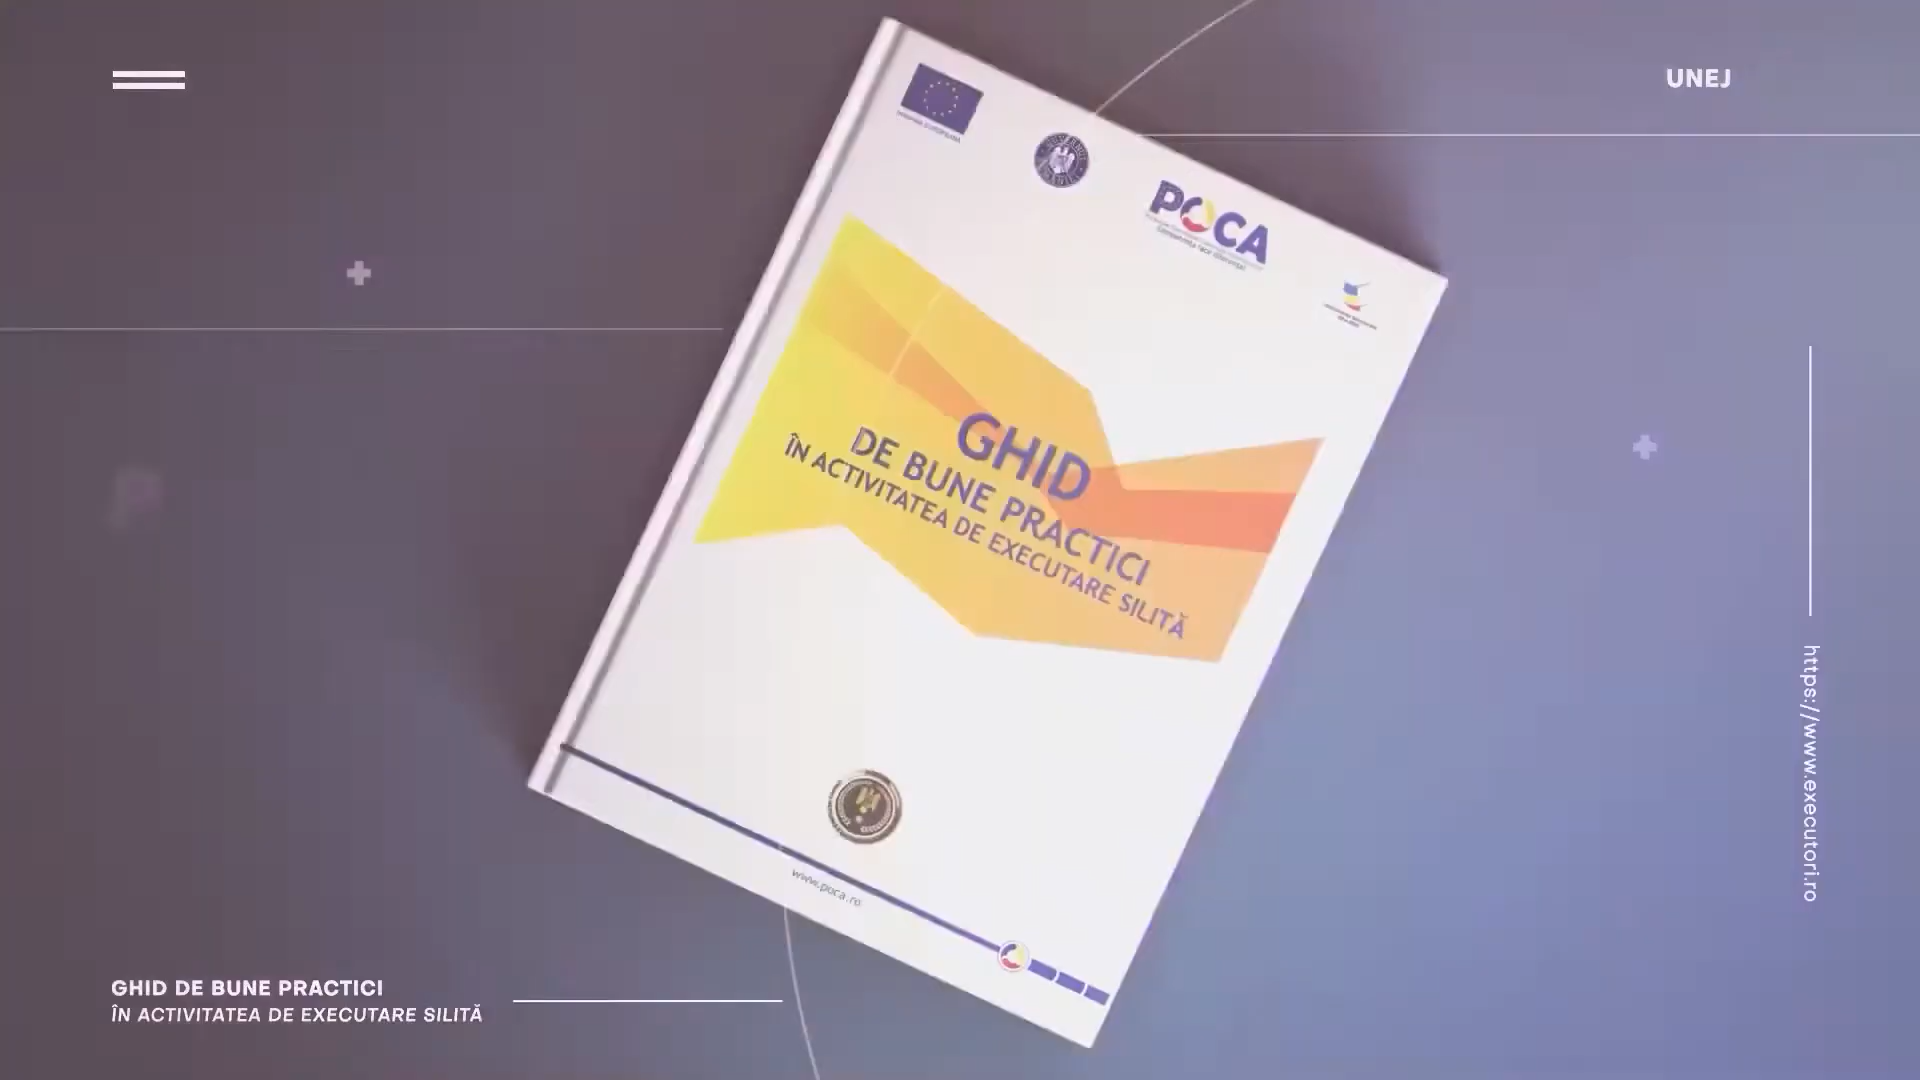 UNEJ
POCA
GHID
DE BUNE PRACTICI
ÎN ACTIVITATEA DE EXECUTARE SILITĂ
www.poca.ro
https://www.executori.ro
GHID DE BUNE PRACTICI
ÎN ACTIVITATEA DE EXECUTARE SILITĂ